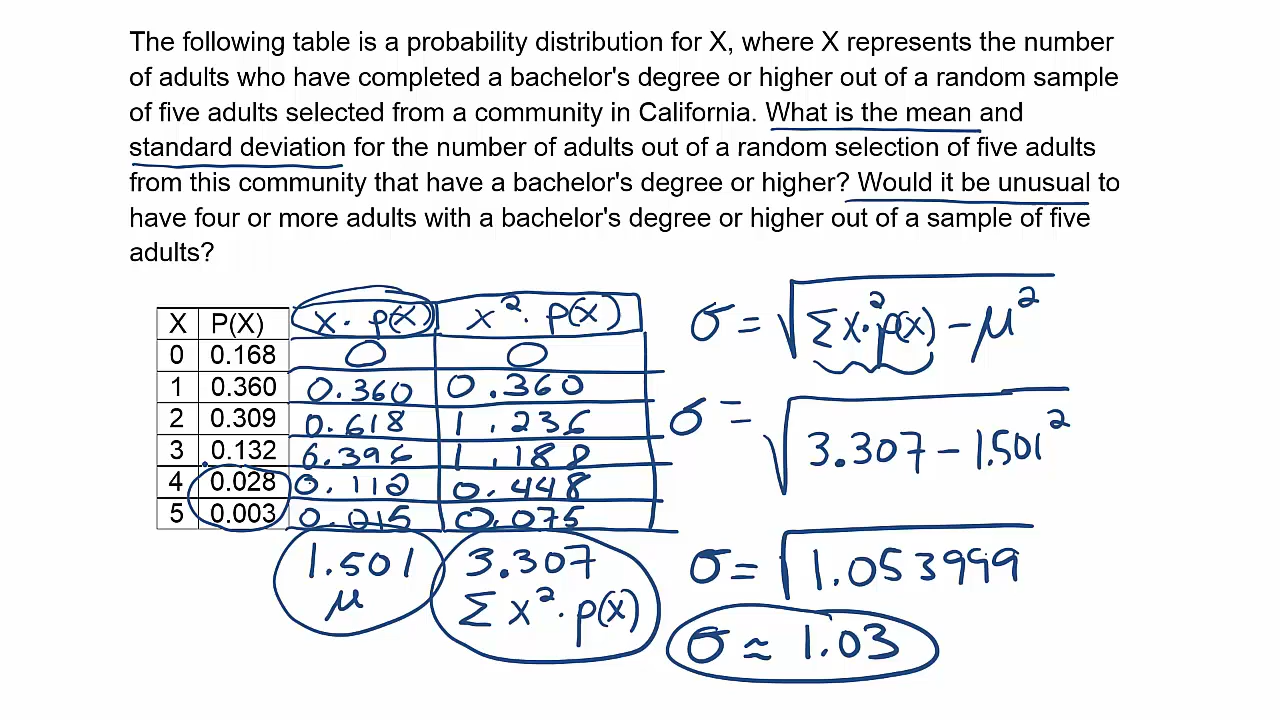 The following table is a probability distribution for X, where X represents the number
of adults who have completed a bachelor's degree or higher out of a random sample
of five adults selected from a community in California. What is the mean and
standard deviation for the number of adults out of a random selection of five adults
from this community that have a bachelor's degree or higher? Would it be unusual to
have four or more adults with a bachelor's degree or higher out of a sample of five
adults?
X P(X) x · p(x) x² · p(x)
0 0.168 0 0
1 0.360 0.360 0.360
2 0.309 0.618 1.236
3 0.132 0.396 1.188
4 0.028 0.112 0.448
5 0.003 0.015 0.075
1.501 3.307
μ Σ x² · p(x)
σ = √Σx²·p(x) − μ²
σ = √3.307 − 1.501²
σ = √1.053999
σ ≈ 1.03